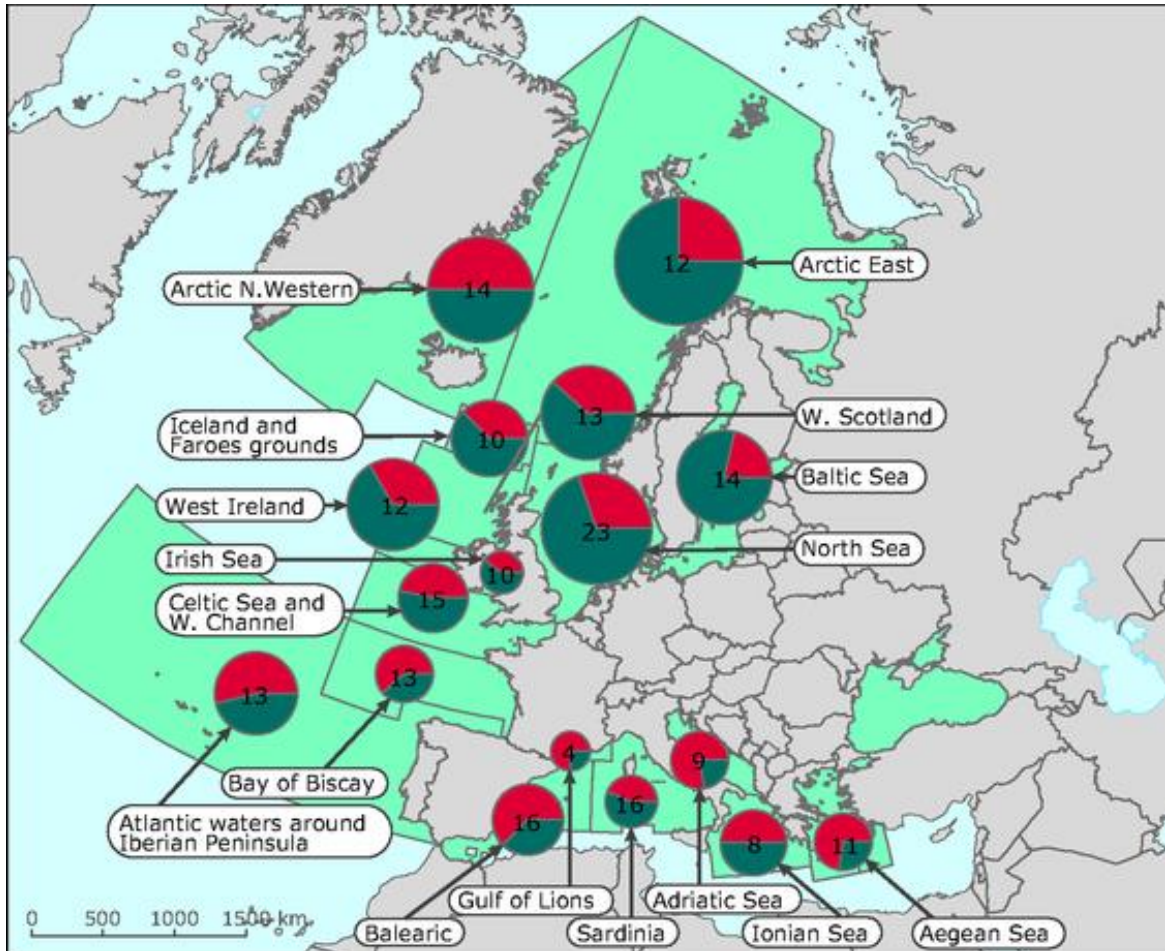 14
Arctic N.Western
12
Arctic East
Iceland and
Faroes grounds
10
13
W. Scotland
West Ireland
12
14
Baltic Sea
23
North Sea
Irish Sea
10
Celtic Sea and
W. Channel
15
13
13
Bay of Biscay
Atlantic waters around
Iberian Peninsula
4
9
16
16
8
11
Gulf of Lions
Adriatic Sea
Balearic
Sardinia
Ionian Sea
Aegean Sea
0 500 1000 1500 km